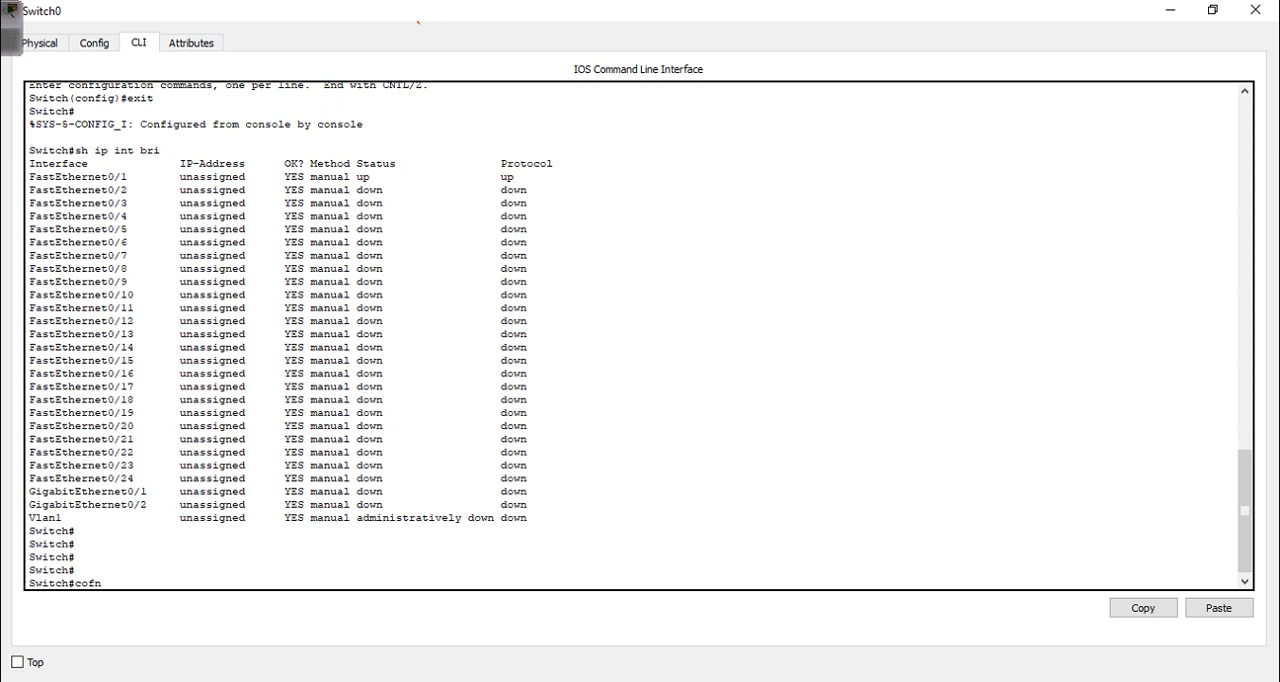 Switch0
Physical Config CLI Attributes
IOS Command Line Interface
Enter configuration commands, one per line. End with CNTL/Z.
Switch(config)#exit
Switch#
%SYS-5-CONFIG_I: Configured from console by console
Switch#sh ip int bri
Interface IP-Address OK? Method Status Protocol
FastEthernet0/1 unassigned YES manual up up
FastEthernet0/2 unassigned YES manual down down
FastEthernet0/3 unassigned YES manual down down
FastEthernet0/4 unassigned YES manual down down
FastEthernet0/5 unassigned YES manual down down
FastEthernet0/6 unassigned YES manual down down
FastEthernet0/7 unassigned YES manual down down
FastEthernet0/8 unassigned YES manual down down
FastEthernet0/9 unassigned YES manual down down
FastEthernet0/10 unassigned YES manual down down
FastEthernet0/11 unassigned YES manual down down
FastEthernet0/12 unassigned YES manual down down
FastEthernet0/13 unassigned YES manual down down
FastEthernet0/14 unassigned YES manual down down
FastEthernet0/15 unassigned YES manual down down
FastEthernet0/16 unassigned YES manual down down
FastEthernet0/17 unassigned YES manual down down
FastEthernet0/18 unassigned YES manual down down
FastEthernet0/19 unassigned YES manual down down
FastEthernet0/20 unassigned YES manual down down
FastEthernet0/21 unassigned YES manual down down
FastEthernet0/22 unassigned YES manual down down
FastEthernet0/23 unassigned YES manual down down
FastEthernet0/24 unassigned YES manual down down
GigabitEthernet0/1 unassigned YES manual down down
GigabitEthernet0/2 unassigned YES manual down down
Vlan1 unassigned YES manual administratively down down
Switch#
Switch#
Switch#
Switch#
Switch#cofn
Copy Paste
Top